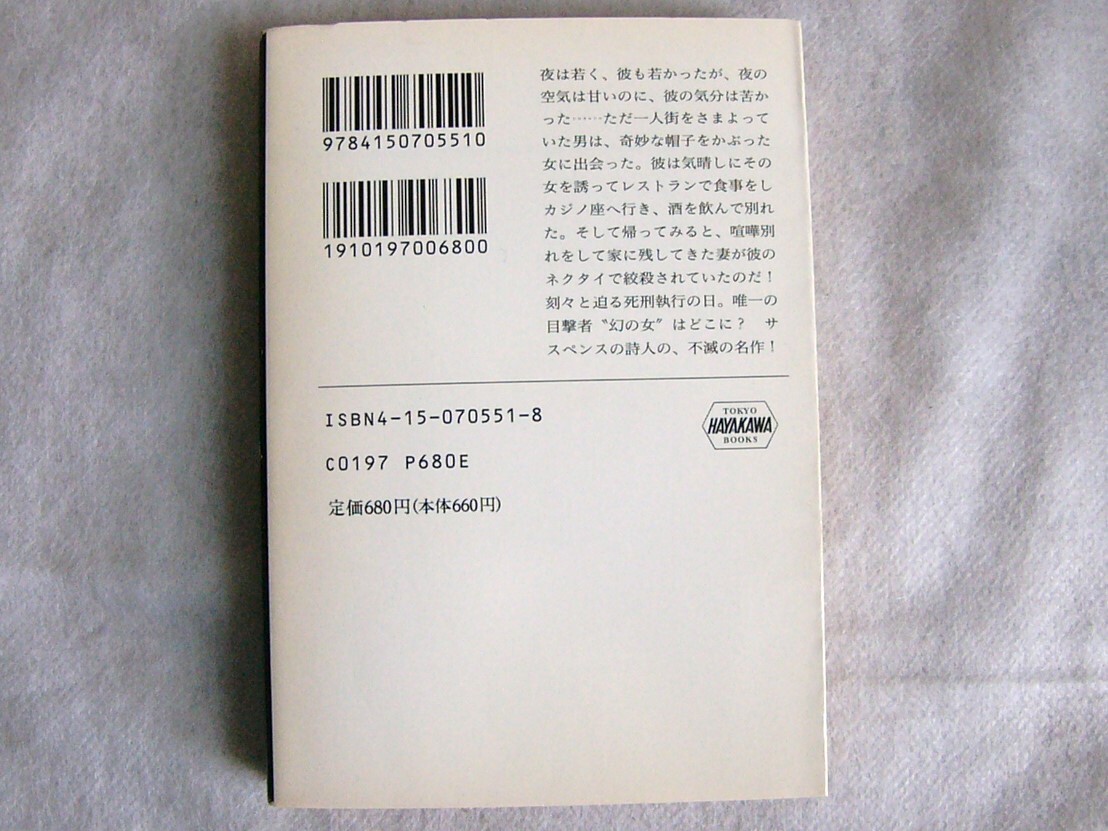 9784150705510
1910197006800
夜は若く、彼も若かったが、夜の
空気は甘いのに、彼の気分は苦か
った……ただ一人街をさまよって
いた男は、奇妙な帽子をかぶった
女に出会った。彼は気晴しにその
女を誘ってレストランで食事をし
カジノ座へ行き、酒を飲んで別れ
た。そして帰ってみると、喧嘩別
れをして家に残してきた妻が彼の
ネクタイで絞殺されていたのだ！
刻々と迫る死刑執行の日。唯一の
目撃者〝幻の女〟はどこに？　サ
スペンスの詩人の、不滅の名作！
ISBN4-15-070551-8
C0197 P680E
定価680円(本体660円)
TOKYO
HAYAKAWA
BOOKS